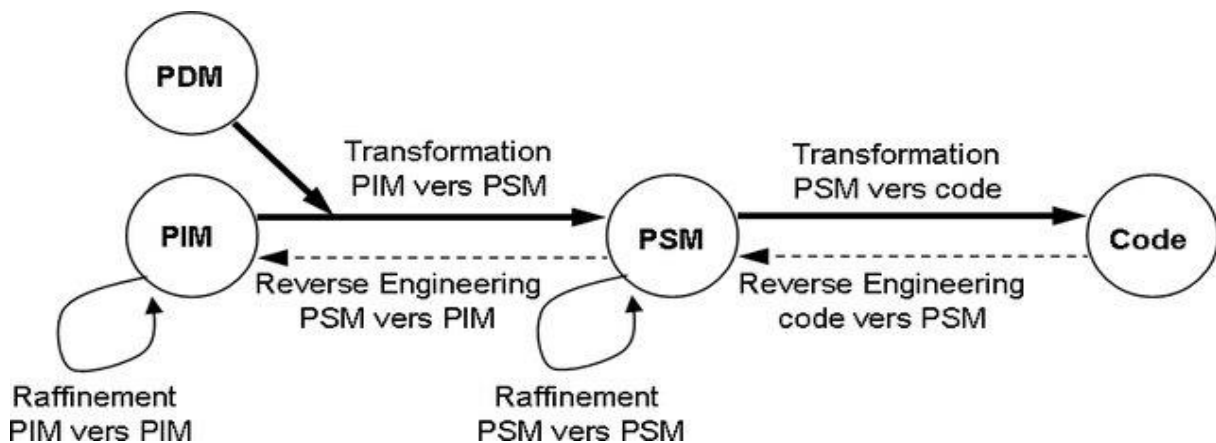 PDM
Transformation
PIM vers PSM
Transformation
PSM vers code
PIM
PSM
Code
Reverse Engineering
PSM vers PIM
Reverse Engineering
code vers PSM
Raffinement
PIM vers PIM
Raffinement
PSM vers PSM